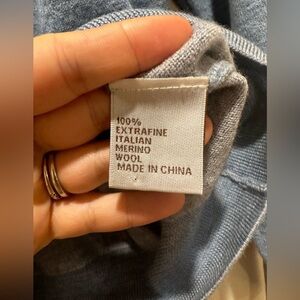 100%
EXTRAFINE
ITALIAN
MERINO
WOOL
MADE IN CHINA